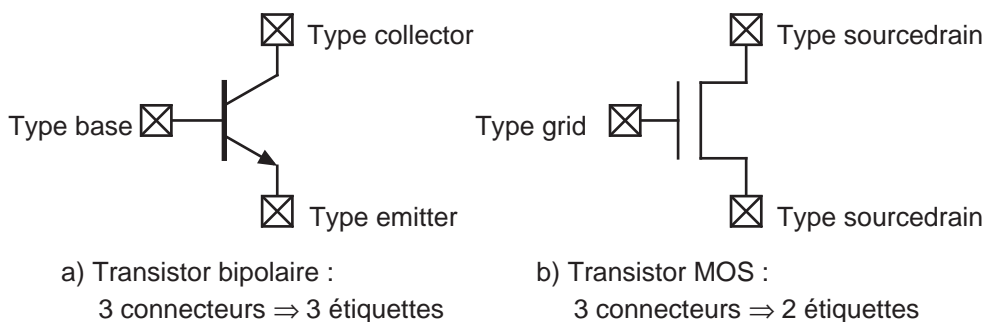 Type collector
Type base
Type emitter
a) Transistor bipolaire :
3 connecteurs ⇒ 3 étiquettes
Type sourcedrain
Type grid
Type sourcedrain
b) Transistor MOS :
3 connecteurs ⇒ 2 étiquettes